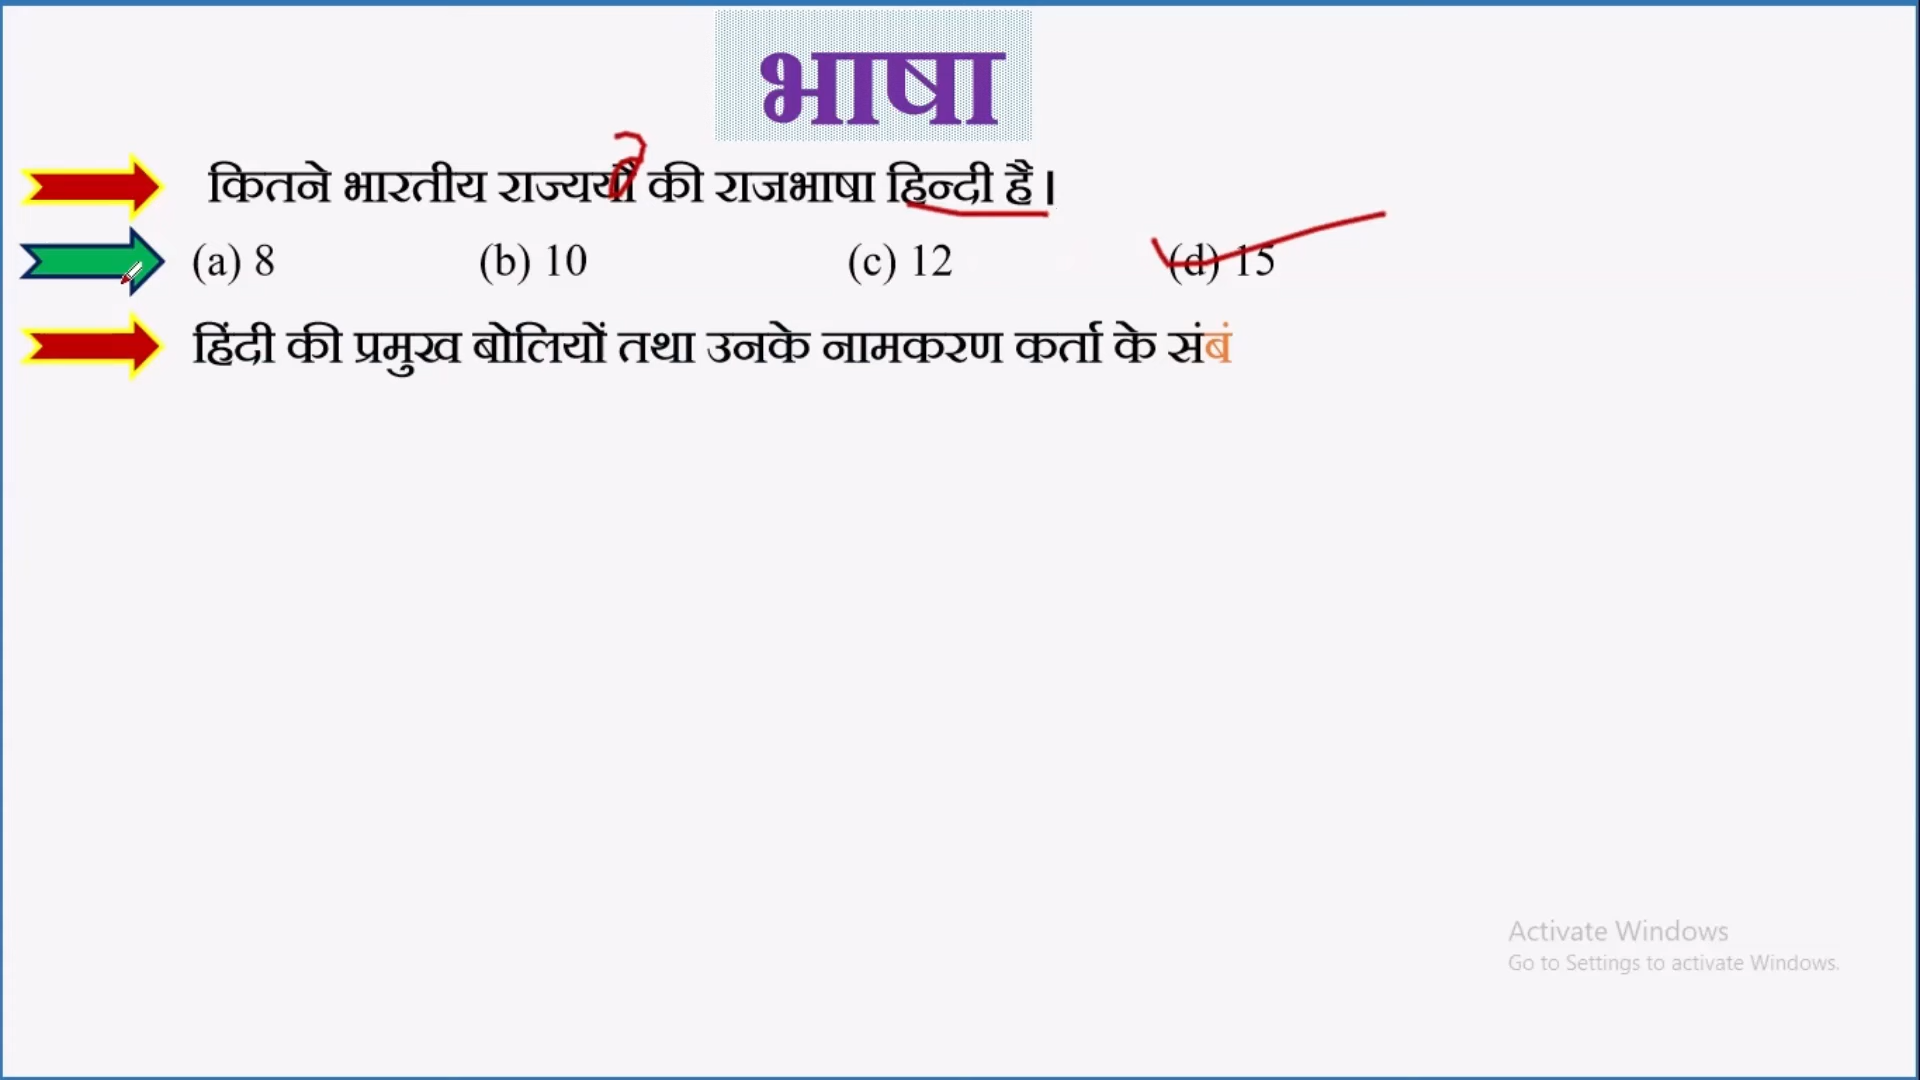 भाषा
कितने भारतीय राज्ययों की राजभाषा हिन्दी है।
(a) 8 (b) 10 (c) 12 (d) 15
हिंदी की प्रमुख बोलियों तथा उनके नामकरण कर्ता के संबं
Activate Windows
Go to Settings to activate Windows.